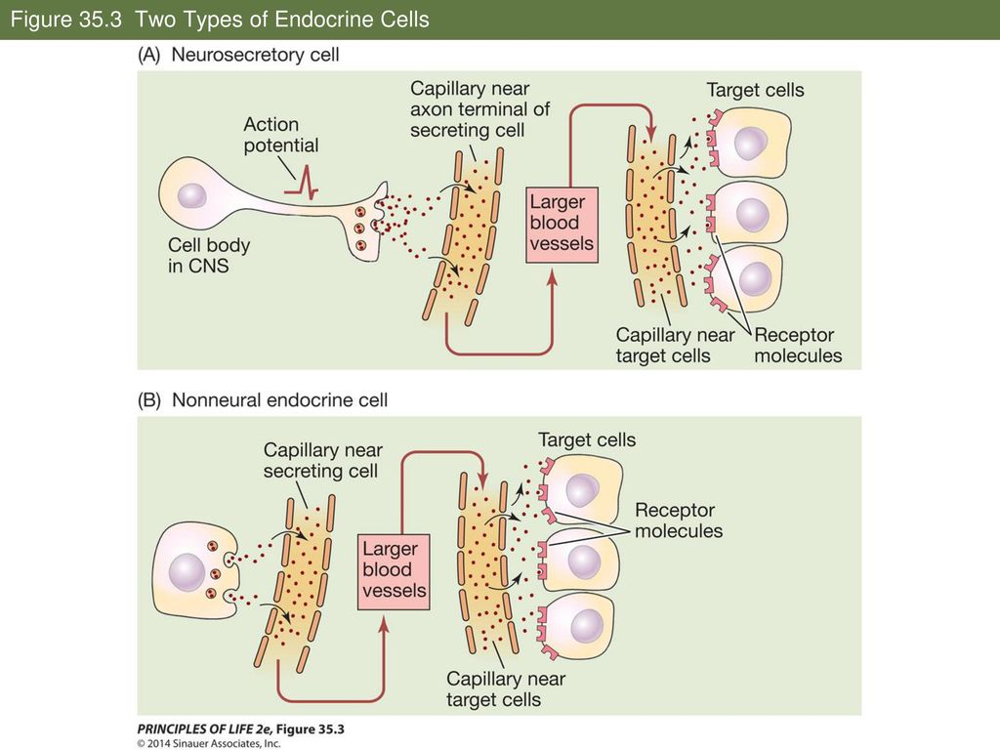 Figure 35.3 Two Types of Endocrine Cells
(A) Neurosecretory cell
Capillary near
axon terminal of
secreting cell
Target cells
Action
potential
Larger
blood
vessels
Cell body
in CNS
Capillary near
target cells
Receptor
molecules
(B) Nonneural endocrine cell
Capillary near
secreting cell
Target cells
Receptor
molecules
Larger
blood
vessels
Capillary near
target cells
PRINCIPLES OF LIFE 2e, Figure 35.3
© 2014 Sinauer Associates, Inc.